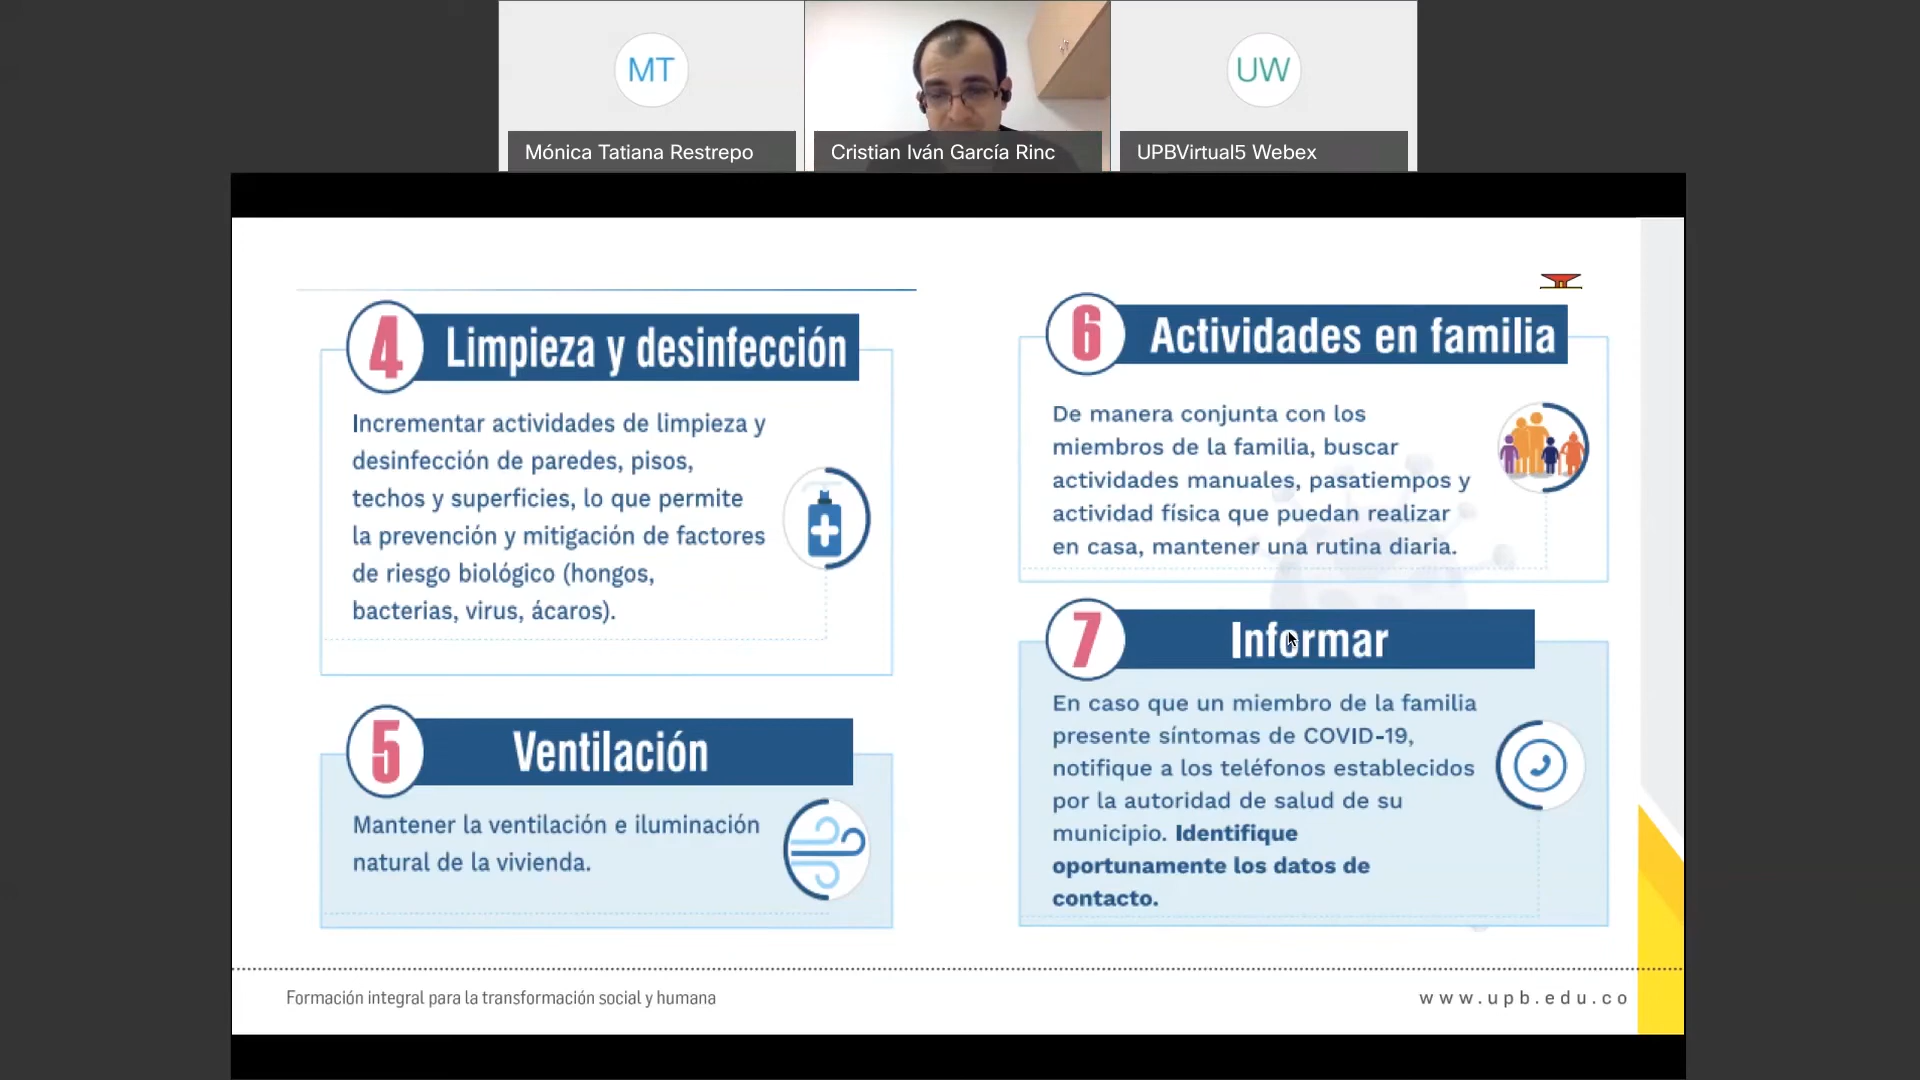 MT
UW
Mónica Tatiana Restrepo
Cristian Iván García Rinc
UPBVirtual5 Webex
4
Limpieza y desinfección
Incrementar actividades de limpieza y
desinfección de paredes, pisos,
techos y superficies, lo que permite
la prevención y mitigación de factores
de riesgo biológico (hongos,
bacterias, virus, ácaros).
5
Ventilación
Mantener la ventilación e iluminación
natural de la vivienda.
6
Actividades en familia
De manera conjunta con los
miembros de la familia, buscar
actividades manuales, pasatiempos y
actividad física que puedan realizar
en casa, mantener una rutina diaria.
7
Informar
En caso que un miembro de la familia
presente síntomas de COVID-19,
notifique a los teléfonos establecidos
por la autoridad de salud de su
municipio. Identifique
oportunamente los datos de
contacto.
Formación integral para la transformación social y humana
www.upb.edu.co